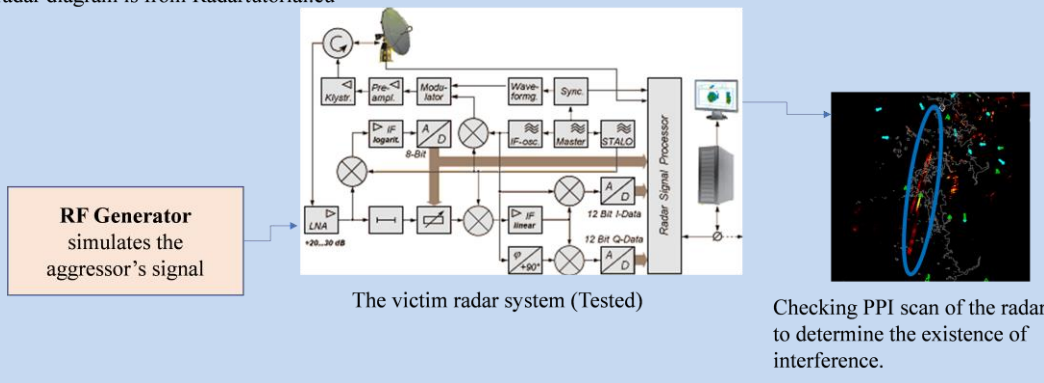 radar diagram is from Radartutorial.eu
Klystr.
Pre-
ampl.
Modu-
lator
Wave-
formg.
Sync.
IF
logarit.
A
D
8-Bit
IF-osc.
Master
STALO
Radar Signal Processor
LNA
+20...30 dB
IF
linear
A
D
12 Bit I-Data
12 Bit Q-Data
φ
+90°
A
D
RF Generator
simulates the
aggressor’s signal
The victim radar system (Tested)
Checking PPI scan of the radar
to determine the existence of
interference.